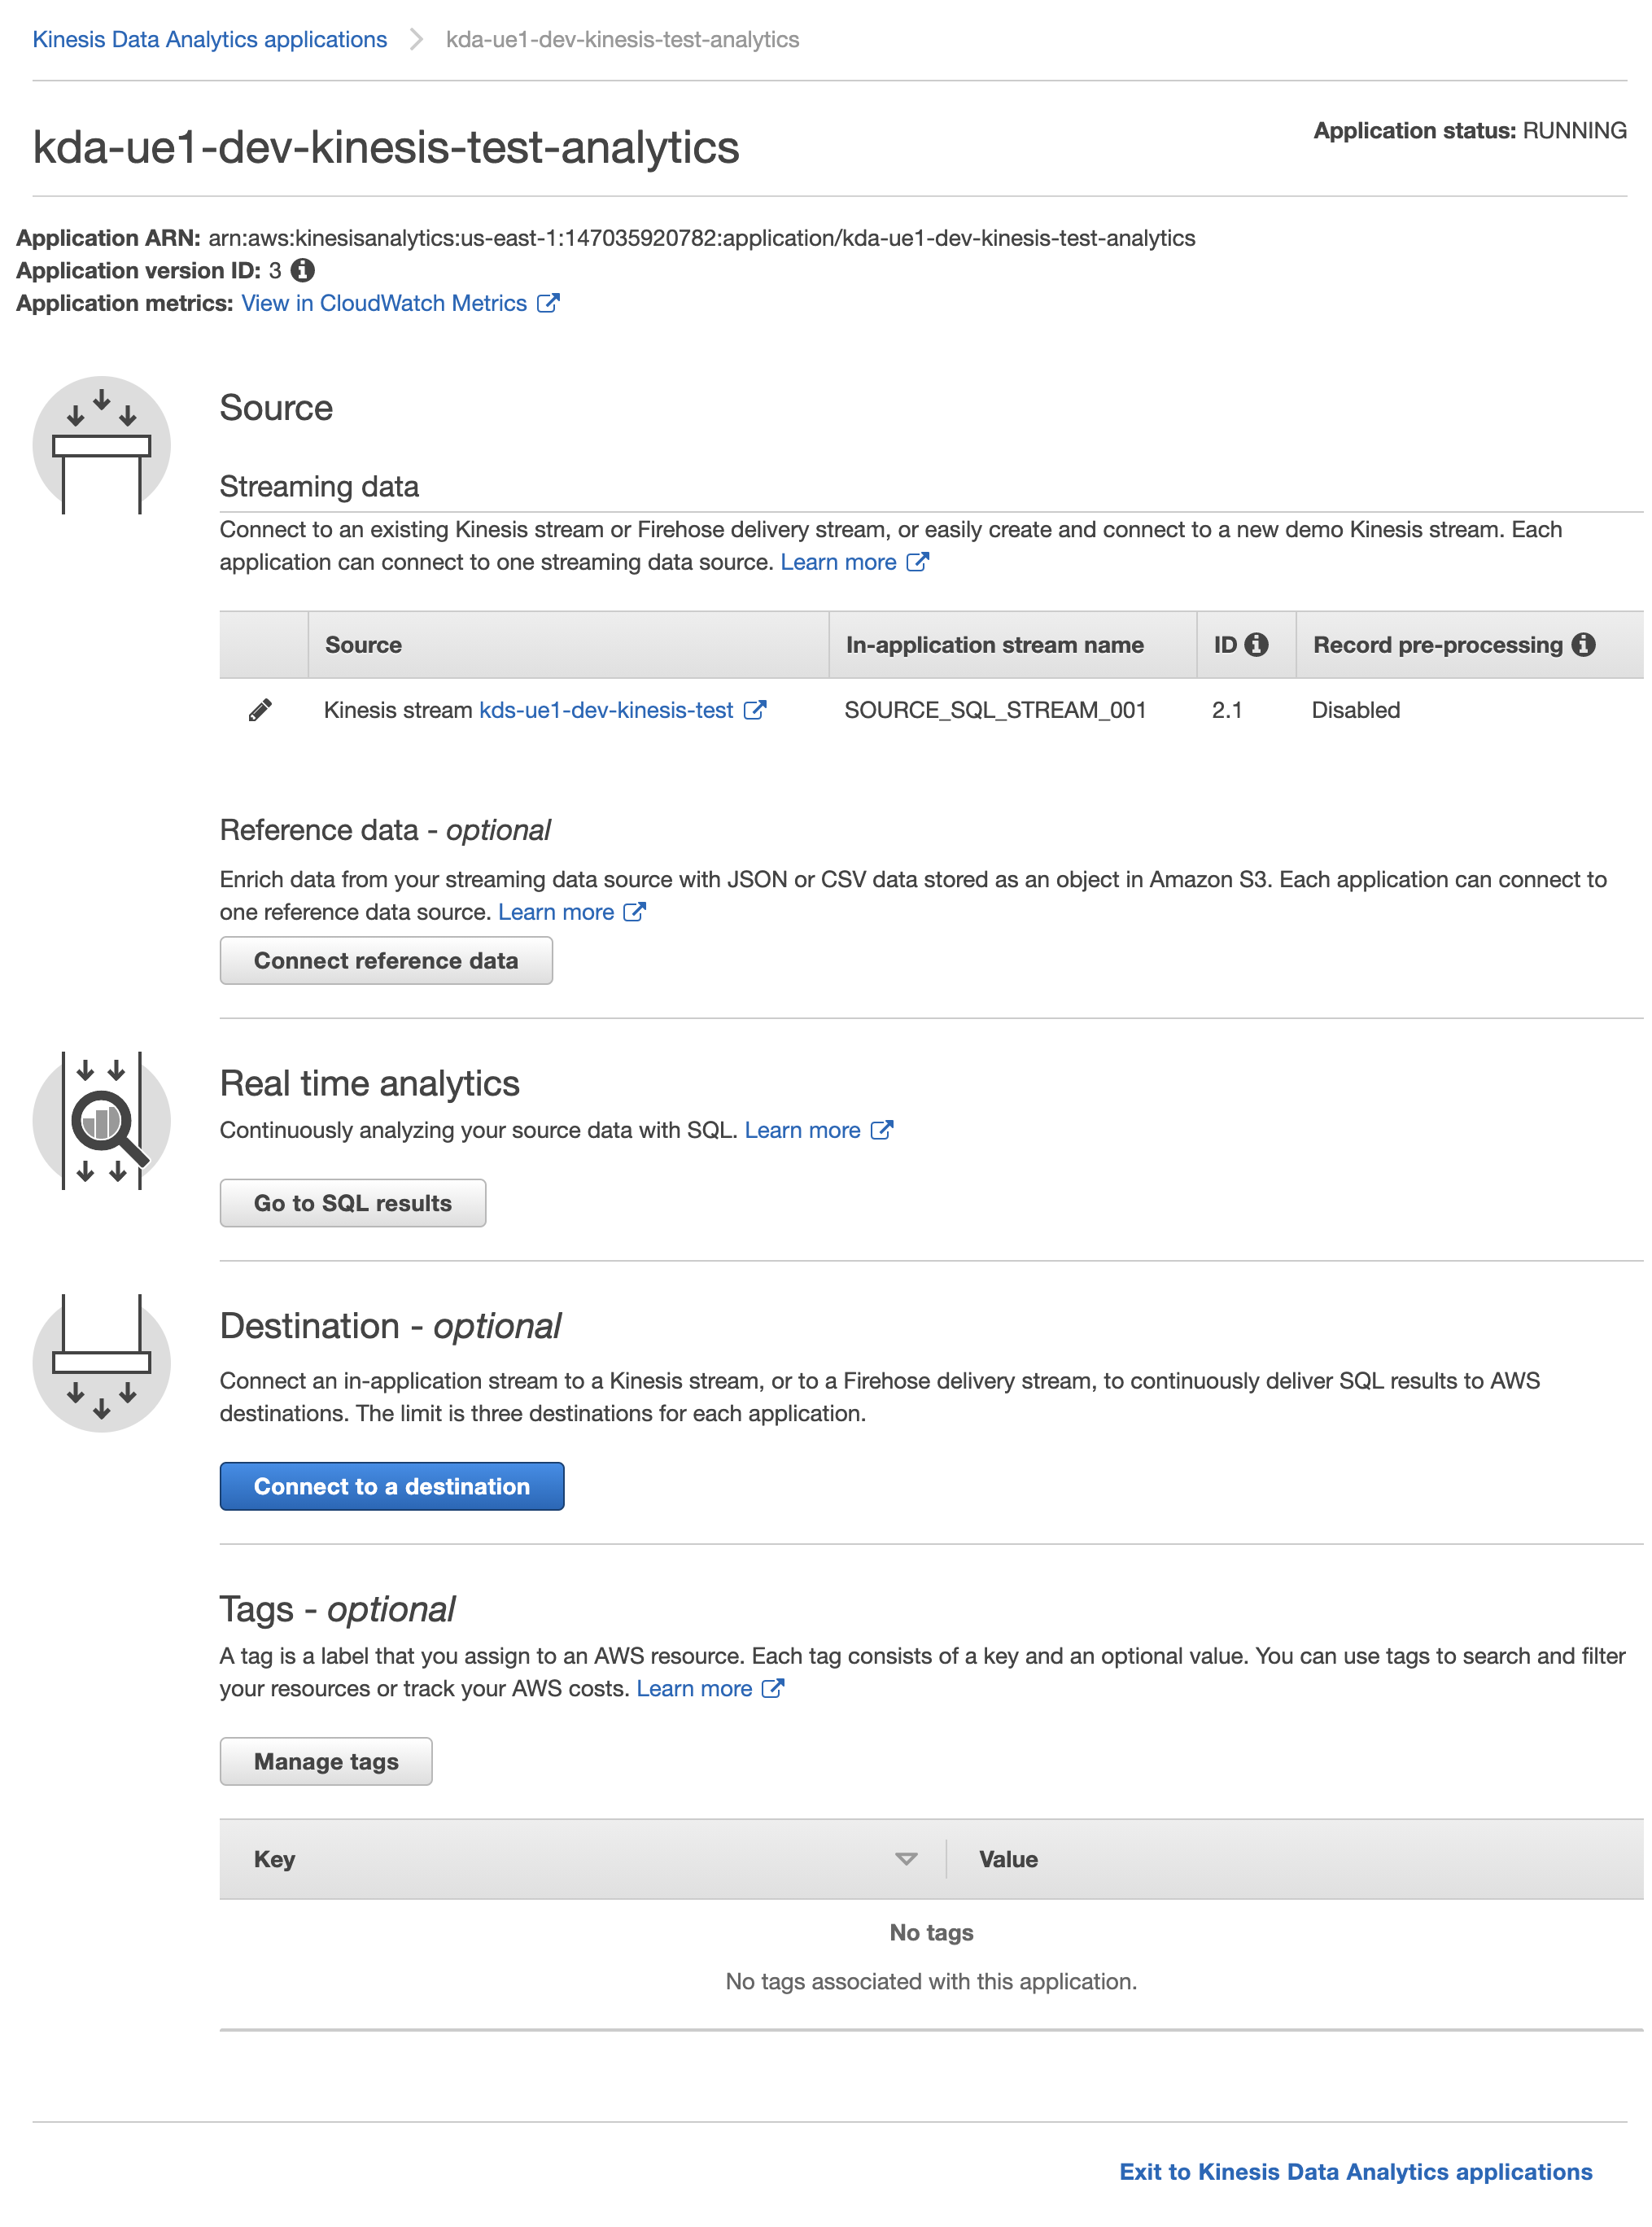 Kinesis Data Analytics applications > kda-ue1-dev-kinesis-test-analytics
kda-ue1-dev-kinesis-test-analytics
Application status: RUNNING
Application ARN: arn:aws:kinesisanalytics:us-east-1:147035920782:application/kda-ue1-dev-kinesis-test-analytics
Application version ID: 3
Application metrics: View in CloudWatch Metrics
Source
Streaming data
Connect to an existing Kinesis stream or Firehose delivery stream, or easily create and connect to a new demo Kinesis stream. Each
application can connect to one streaming data source. Learn more
Source In-application stream name ID Record pre-processing
Kinesis stream kds-ue1-dev-kinesis-test SOURCE_SQL_STREAM_001 2.1 Disabled
Reference data - optional
Enrich data from your streaming data source with JSON or CSV data stored as an object in Amazon S3. Each application can connect to
one reference data source. Learn more
Connect reference data
Real time analytics
Continuously analyzing your source data with SQL. Learn more
Go to SQL results
Destination - optional
Connect an in-application stream to a Kinesis stream, or to a Firehose delivery stream, to continuously deliver SQL results to AWS
destinations. The limit is three destinations for each application.
Connect to a destination
Tags - optional
A tag is a label that you assign to an AWS resource. Each tag consists of a key and an optional value. You can use tags to search and filter
your resources or track your AWS costs. Learn more
Manage tags
Key Value
No tags
No tags associated with this application.
Exit to Kinesis Data Analytics applications